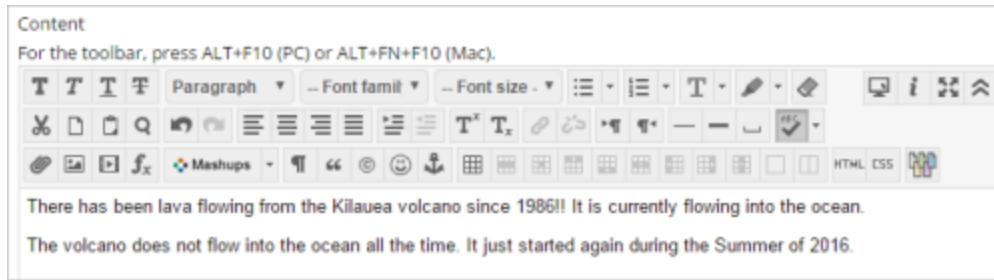 Content
For the toolbar, press ALT+F10 (PC) or ALT+FN+F10 (Mac).
T T T T Paragraph -- Font famil -- Font size - T i
T T
fx Mashups HTML CSS
There has been lava flowing from the Kilauea volcano since 1986!! It is currently flowing into the ocean.
The volcano does not flow into the ocean all the time. It just started again during the Summer of 2016.